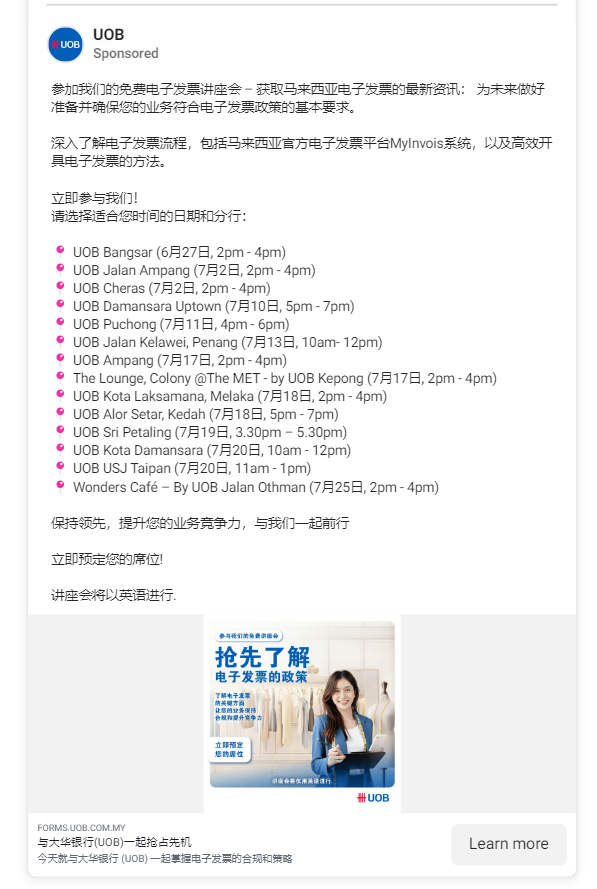 UOB
UOB
Sponsored
参加我们的免费电子发票讲座会 – 获取马来西亚电子发票的最新资讯： 为未来做好
准备并确保您的业务符合电子发票政策的基本要求。
深入了解电子发票流程，包括马来西亚官方电子发票平台MyInvois系统，以及高效开
具电子发票的方法。
立即参与我们！
请选择适合您时间的日期和分行：
UOB Bangsar (6月27日, 2pm - 4pm)
UOB Jalan Ampang (7月2日, 2pm - 4pm)
UOB Cheras (7月2日, 2pm - 4pm)
UOB Damansara Uptown (7月10日, 5pm - 7pm)
UOB Puchong (7月11日, 4pm - 6pm)
UOB Jalan Kelawei, Penang (7月13日, 10am- 12pm)
UOB Ampang (7月17日, 2pm - 4pm)
The Lounge, Colony @The MET - by UOB Kepong (7月17日, 2pm - 4pm)
UOB Kota Laksamana, Melaka (7月18日, 2pm - 4pm)
UOB Alor Setar, Kedah (7月18日, 5pm - 7pm)
UOB Sri Petaling (7月19日, 3.30pm – 5.30pm)
UOB Kota Damansara (7月20日, 10am - 12pm)
UOB USJ Taipan (7月20日, 11am - 1pm)
Wonders Café – By UOB Jalan Othman (7月25日, 2pm - 4pm)
保持领先，提升您的业务竞争力，与我们一起前行
立即预定您的席位!
讲座会将以英语进行.
参与我们的免费讲座会
抢先了解
电子发票的政策
了解电子发票
的关键方面
让您的业务保持
合规和提升竞争力
立即预定
您的席位
讲座会将仅用英语进行.
UOB
FORMS.UOB.COM.MY
与大华银行(UOB)一起抢占先机
今天就与大华银行 (UOB) 一起掌握电子发票的合规和策略
Learn more